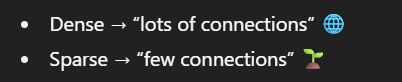 • Dense → “lots of connections” 🌐
• Sparse → “few connections” 🌱